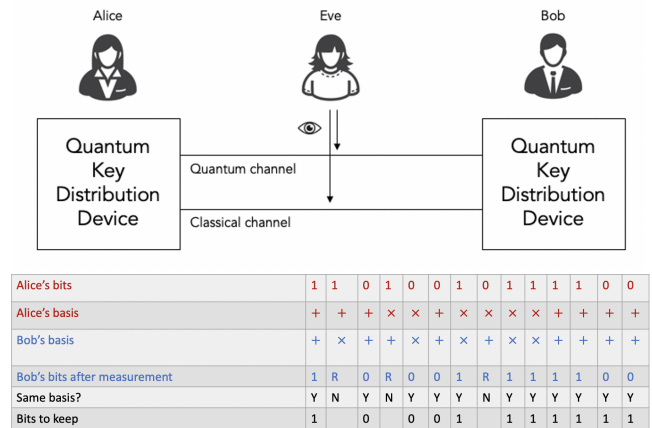 Alice
Eve
Bob
Quantum
Key
Distribution
Device
Quantum channel
Classical channel
Quantum
Key
Distribution
Device
Alice's bits 1 1 0 1 0 0 1 0 1 1 1 1 0 0
Alice's basis + + + × × + × × × × + + + +
Bob's basis + × + + × + × + × × + + + +
Bob's bits after measurement 1 R 0 R 0 0 1 R 1 1 1 1 0 0
Same basis? Y N Y N Y Y Y N Y Y Y Y Y Y
Bits to keep 1 0 0 0 1 1 1 1 1 1 1